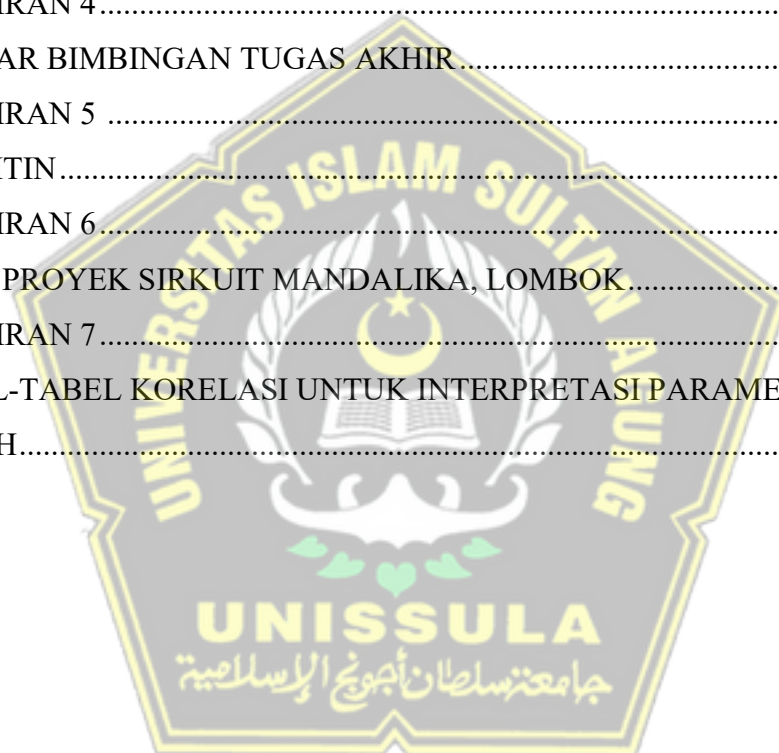 IRAN 4
AR BIMBINGAN TUGAS AKHIR
IRAN 5
ITIN
IRAN 6
PROYEK SIRKUIT MANDALIKA, LOMBOK
IRAN 7
L-TABEL KORELASI UNTUK INTERPRETASI PARAME
H
UNIVERSITAS ISLAM SULTAN AGUNG
UNISSULA
جامعة سلطان أجونج الإسلامية